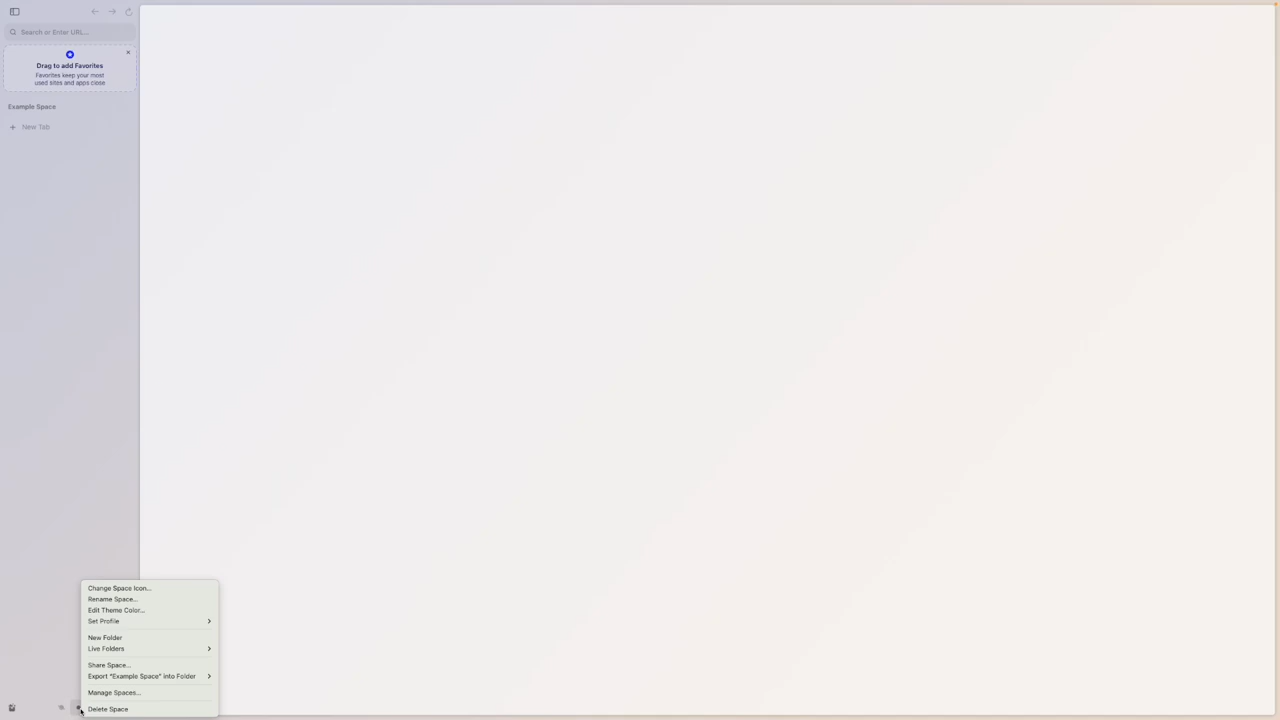 Search or Enter URL...
Drag to add Favorites
Favorites keep your most
used sites and apps close
Example Space
New Tab
Change Space Icon...
Rename Space...
Edit Theme Color...
Set Profile
New Folder
Live Folders
Share Space...
Export "Example Space" into Folder
Manage Spaces...
Delete Space